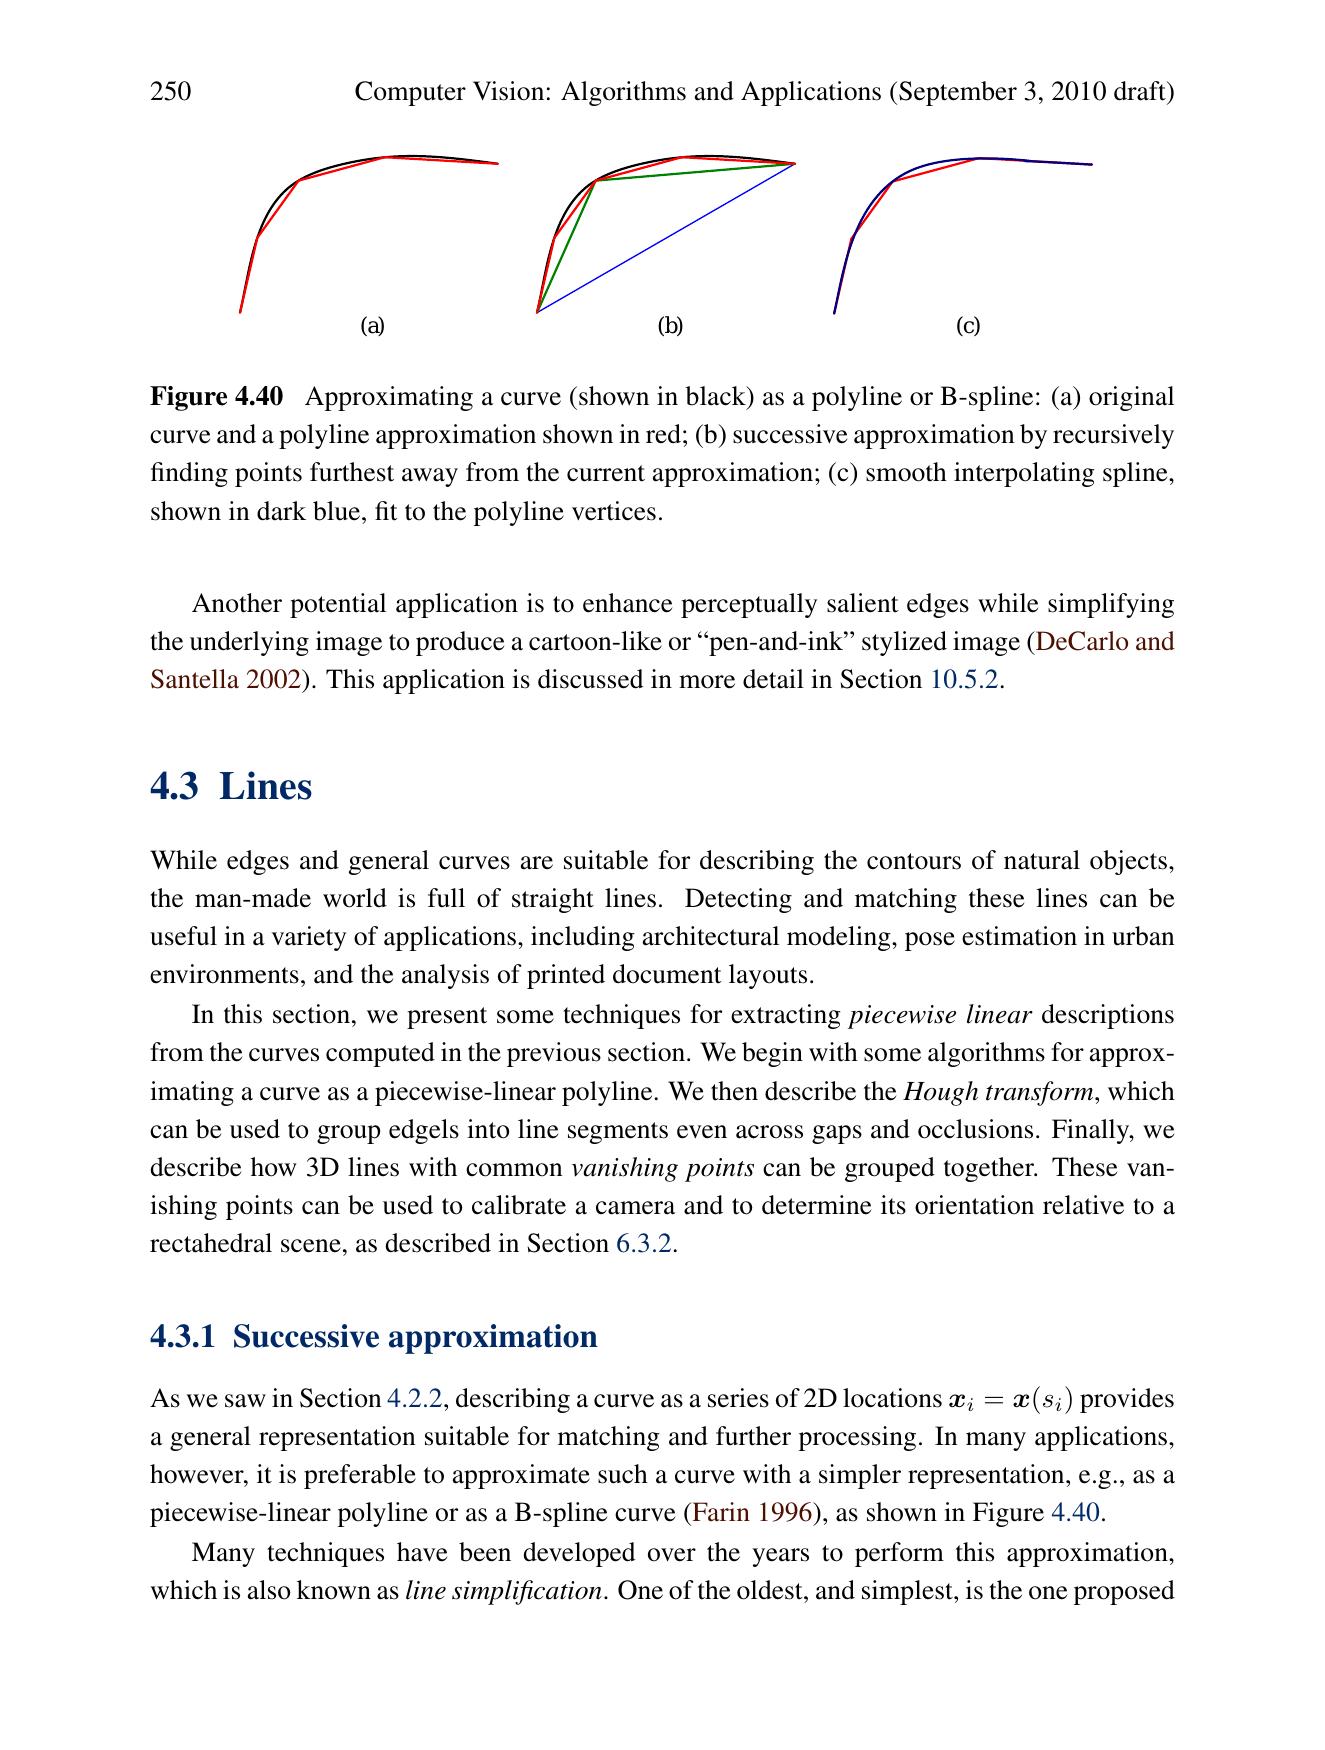 250 Computer Vision: Algorithms and Applications (September 3, 2010 draft)
(a) (b) (c)
Figure 4.40 Approximating a curve (shown in black) as a polyline or B-spline: (a) original
curve and a polyline approximation shown in red; (b) successive approximation by recursively
finding points furthest away from the current approximation; (c) smooth interpolating spline,
shown in dark blue, fit to the polyline vertices.
Another potential application is to enhance perceptually salient edges while simplifying
the underlying image to produce a cartoon-like or “pen-and-ink” stylized image (DeCarlo and
Santella 2002). This application is discussed in more detail in Section 10.5.2.
4.3 Lines
While edges and general curves are suitable for describing the contours of natural objects,
the man-made world is full of straight lines. Detecting and matching these lines can be
useful in a variety of applications, including architectural modeling, pose estimation in urban
environments, and the analysis of printed document layouts.
In this section, we present some techniques for extracting piecewise linear descriptions
from the curves computed in the previous section. We begin with some algorithms for approx-
imating a curve as a piecewise-linear polyline. We then describe the Hough transform, which
can be used to group edgels into line segments even across gaps and occlusions. Finally, we
describe how 3D lines with common vanishing points can be grouped together. These van-
ishing points can be used to calibrate a camera and to determine its orientation relative to a
rectahedral scene, as described in Section 6.3.2.
4.3.1 Successive approximation
As we saw in Section 4.2.2, describing a curve as a series of 2D locations xᵢ = x(sᵢ) provides
a general representation suitable for matching and further processing. In many applications,
however, it is preferable to approximate such a curve with a simpler representation, e.g., as a
piecewise-linear polyline or as a B-spline curve (Farin 1996), as shown in Figure 4.40.
Many techniques have been developed over the years to perform this approximation,
which is also known as line simplification. One of the oldest, and simplest, is the one proposed